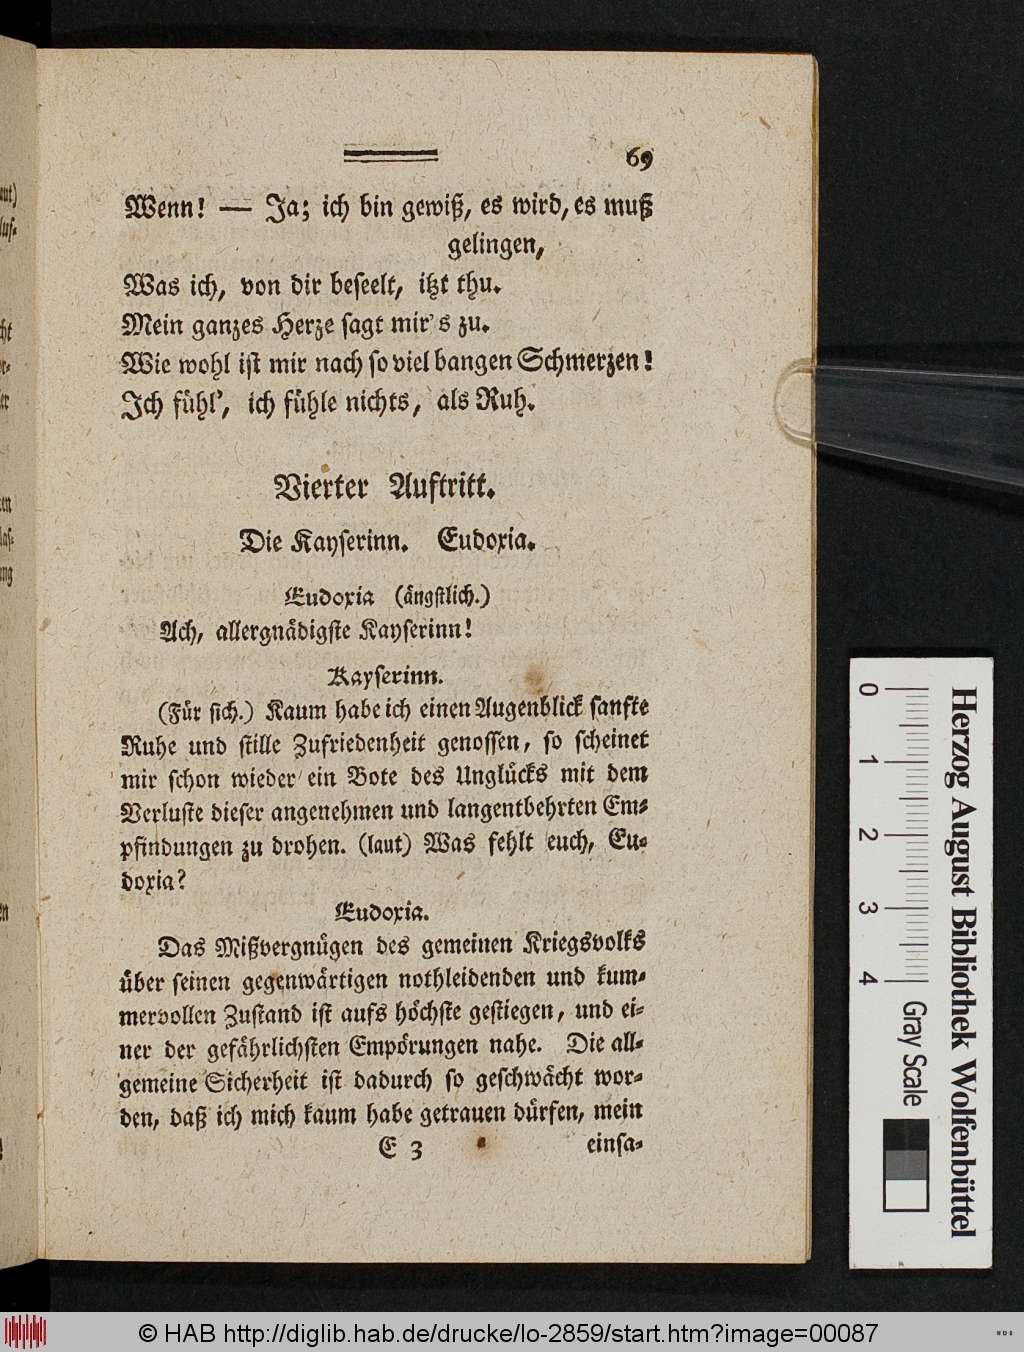 69
Wenn! — Ja; ich bin gewiß, es wird, es muß
gelingen,
Was ich, von dir beseelt, itzt thu.
Mein ganzes Herze sagt mir's zu.
Wie wohl ist mir nach so viel bangen Schmerzen!
Ich fühl', ich fühle nichts, als Ruh.
Vierter Auftritt.
Die Kayserinn. Eudoxia.
Eudoxia (ängstlich.)
Ach, allergnädigste Kayserinn!
Kayserinn.
(Für sich.) Kaum habe ich einen Augenblick sanfte
Ruhe und stille Zufriedenheit genossen, so scheinet
mir schon wieder ein Bote des Unglücks mit dem
Verluste dieser angenehmen und langentbehrten Em-
pfindungen zu drohen. (laut) Was fehlt euch, Eu-
doxia?
Eudoxia.
Das Mißvergnügen des gemeinen Kriegsvolks
über seinen gegenwärtigen nothleidenden und kum-
mervollen Zustand ist aufs höchste gestiegen, und ei-
ner der gefährlichsten Empörungen nahe. Die all-
gemeine Sicherheit ist dadurch so geschwächt wor-
den, daß ich mich kaum habe getrauen dürfen, mein
E 3 einsa-
0 1 2 3 4
Gray Scale
Herzog August Bibliothek Wolfenbüttel
© HAB http://diglib.hab.de/drucke/lo-2859/start.htm?image=00087